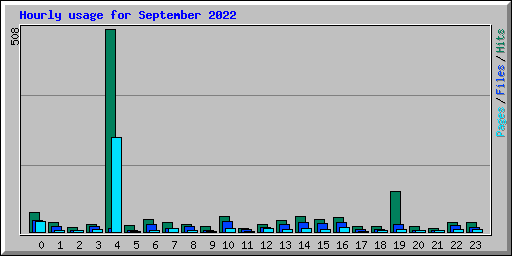 Hourly usage for September 2022
508
Pages / Files / Hits
0 1 2 3 4 5 6 7 8 9 10 11 12 13 14 15 16 17 18 19 20 21 22 23